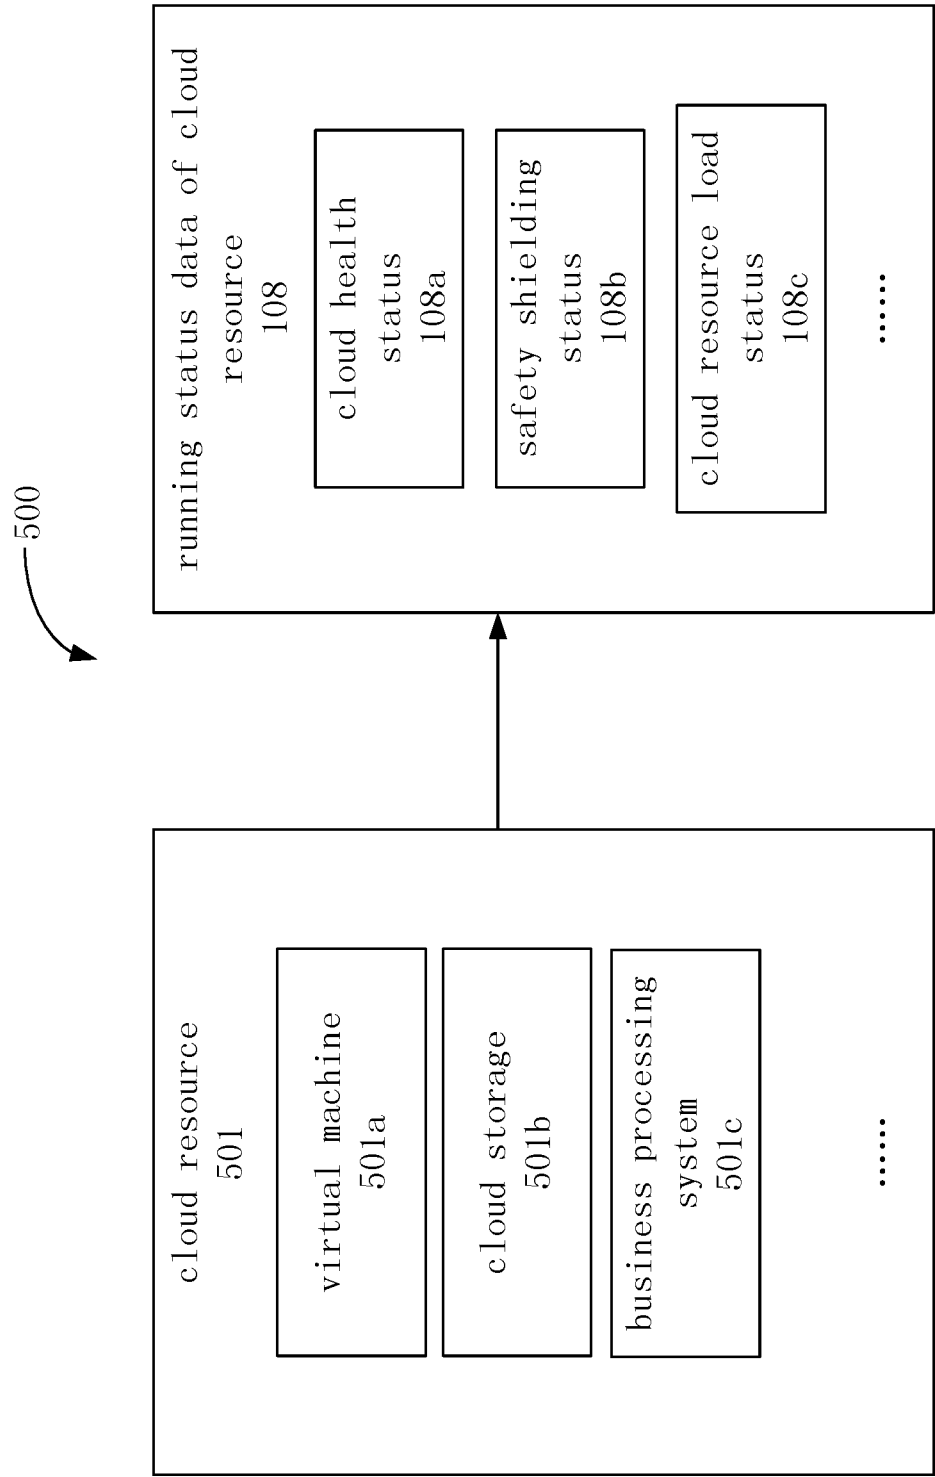 500
cloud resource
501
virtual machine
501a
cloud storage
501b
business processing
system
501c
......
running status data of cloud
resource
108
cloud health
status
108a
safety shielding
status
108b
cloud resource load
status
108c
......